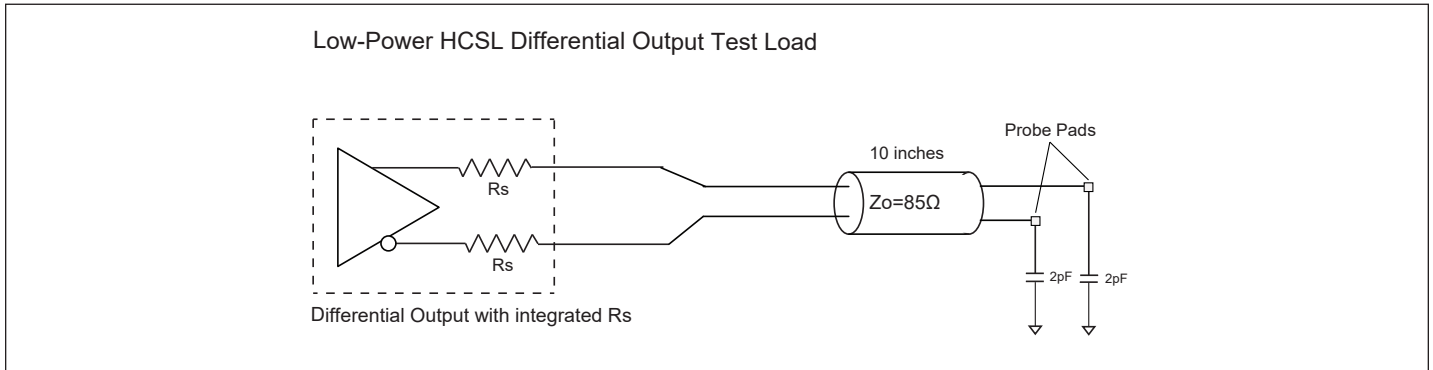 Low-Power HCSL Differential Output Test Load
Probe Pads
10 inches
Rs
Zo=85Ω
Rs
2pF
2pF
Differential Output with integrated Rs